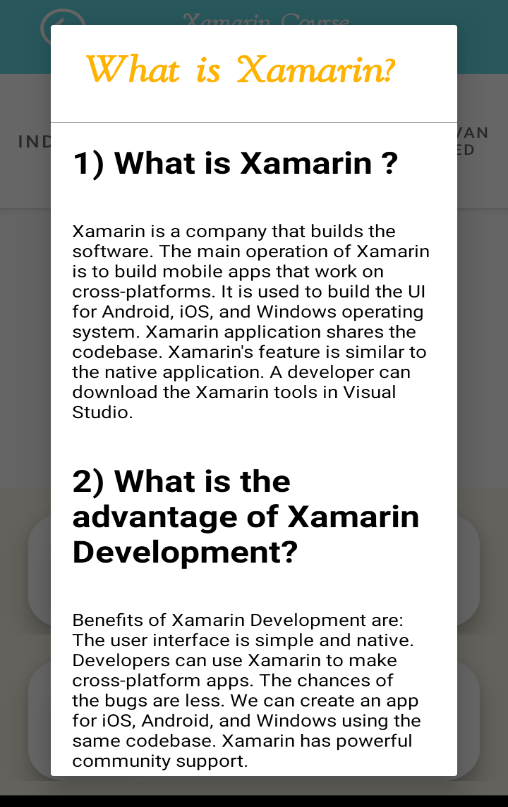 Xamarin Course
What is Xamarin?
IND
VAN
ED
1) What is Xamarin ?
Xamarin is a company that builds the
software. The main operation of Xamarin
is to build mobile apps that work on
cross-platforms. It is used to build the UI
for Android, iOS, and Windows operating
system. Xamarin application shares the
codebase. Xamarin's feature is similar to
the native application. A developer can
download the Xamarin tools in Visual
Studio.
2) What is the
advantage of Xamarin
Development?
Benefits of Xamarin Development are:
The user interface is simple and native.
Developers can use Xamarin to make
cross-platform apps. The chances of
the bugs are less. We can create an app
for iOS, Android, and Windows using the
same codebase. Xamarin has powerful
community support.